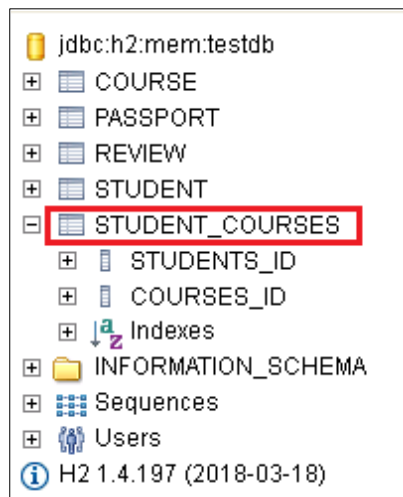 jdbc:h2:mem:testdb
COURSE
PASSPORT
REVIEW
STUDENT
STUDENT_COURSES
STUDENTS_ID
COURSES_ID
Indexes
INFORMATION_SCHEMA
Sequences
Users
H2 1.4.197 (2018-03-18)